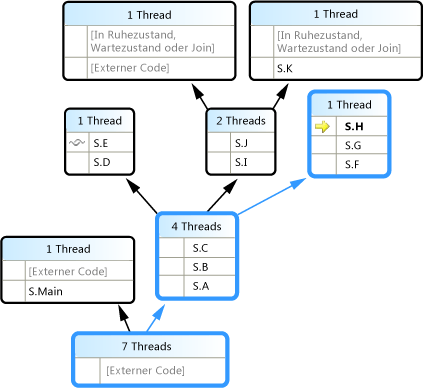 1 Thread
[In Ruhezustand,
Wartezustand oder Join]
[Externer Code]
1 Thread
[In Ruhezustand,
Wartezustand oder Join]
S.K
1 Thread
S.E
S.D
2 Threads
S.J
S.I
1 Thread
S.H
S.G
S.F
4 Threads
S.C
S.B
S.A
1 Thread
[Externer Code]
S.Main
7 Threads
[Externer Code]